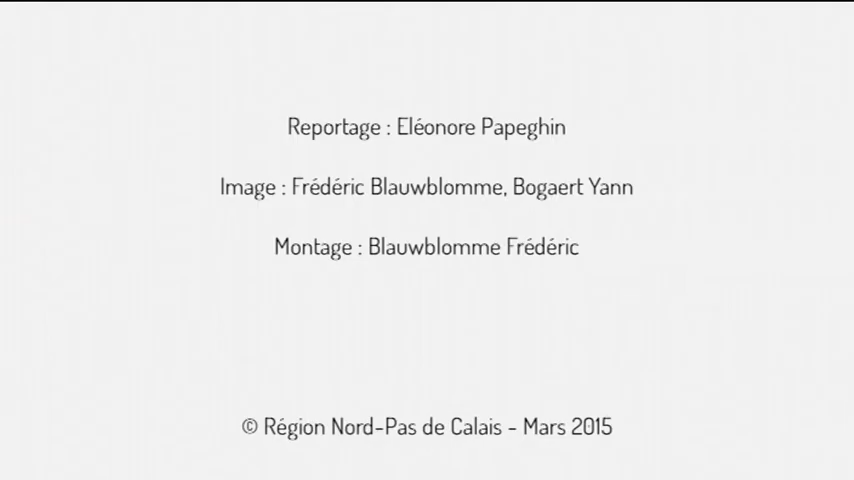 Reportage : Eléonore Papeghin
Image : Frédéric Blauwblomme, Bogaert Yann
Montage : Blauwblomme Frédéric
© Région Nord-Pas de Calais - Mars 2015